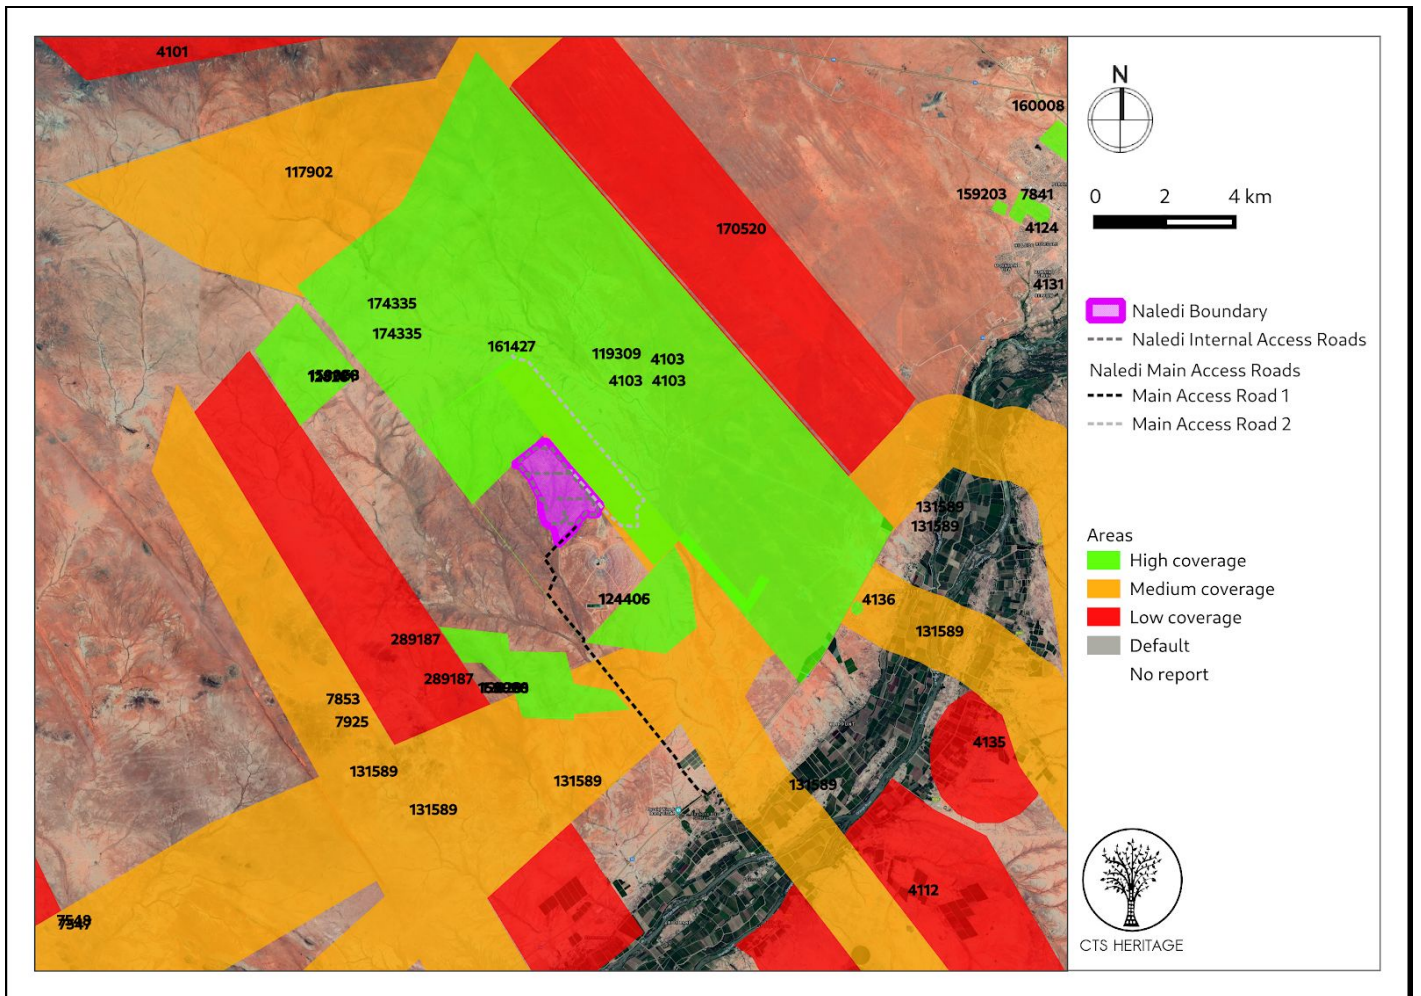 4101
160008
117902
159203
7841
4124
170520
4131
174335
174335
161427
119309
4103
4103
4103
131589
131589
124406
4136
131589
289187
289187
7853
7925
4135
131589
131589
131589
131589
4112
7547
N
0 2 4 km
Naledi Boundary
Naledi Internal Access Roads
Naledi Main Access Roads
Main Access Road 1
Main Access Road 2
Areas
High coverage
Medium coverage
Low coverage
Default
No report
CTS HERITAGE